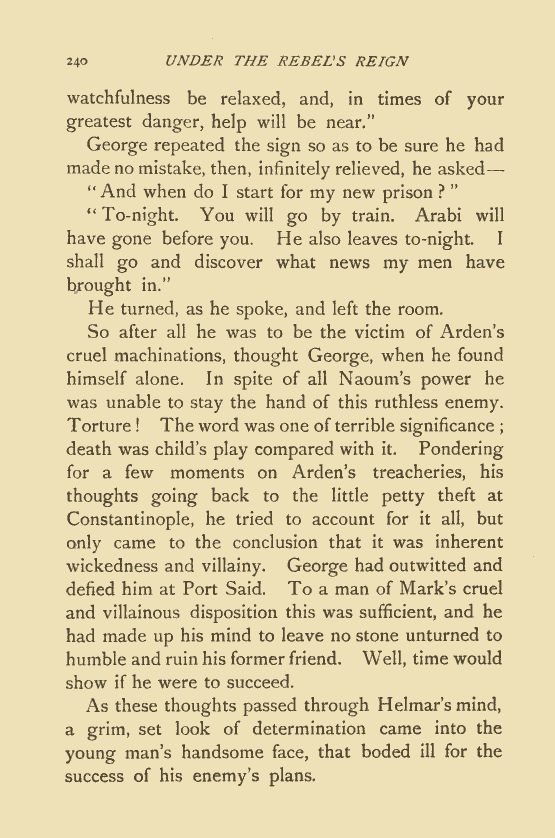 240 UNDER THE REBEL'S REIGN
watchfulness be relaxed, and, in times of your
greatest danger, help will be near."
George repeated the sign so as to be sure he had
made no mistake, then, infinitely relieved, he asked—
"And when do I start for my new prison?"
"To-night. You will go by train. Arabi will
have gone before you. He also leaves to-night. I
shall go and discover what news my men have
brought in."
He turned, as he spoke, and left the room.
So after all he was to be the victim of Arden's
cruel machinations, thought George, when he found
himself alone. In spite of all Naoum's power he
was unable to stay the hand of this ruthless enemy.
Torture! The word was one of terrible significance;
death was child's play compared with it. Pondering
for a few moments on Arden's treacheries, his
thoughts going back to the little petty theft at
Constantinople, he tried to account for it all, but
only came to the conclusion that it was inherent
wickedness and villainy. George had outwitted and
defied him at Port Said. To a man of Mark's cruel
and villainous disposition this was sufficient, and he
had made up his mind to leave no stone unturned to
humble and ruin his former friend. Well, time would
show if he were to succeed.
As these thoughts passed through Helmar's mind,
a grim, set look of determination came into the
young man's handsome face, that boded ill for the
success of his enemy's plans.